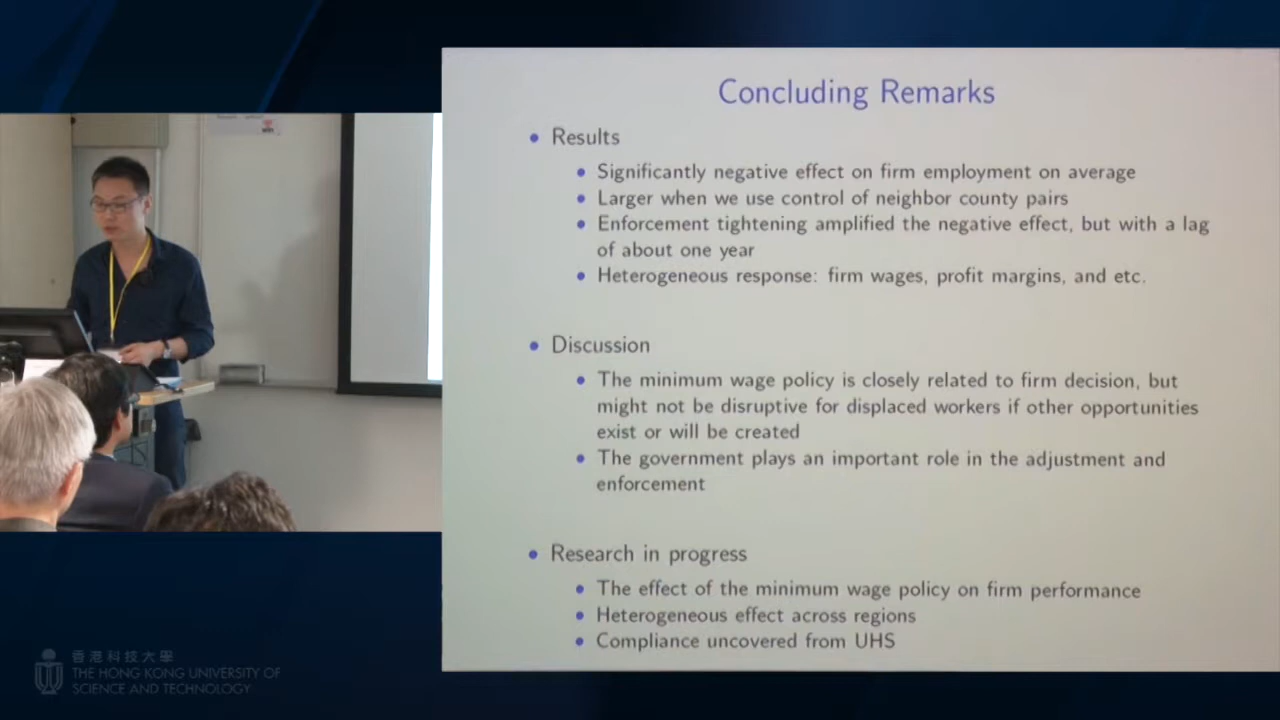 Concluding Remarks
• Results
• Significantly negative effect on firm employment on average
• Larger when we use control of neighbor county pairs
• Enforcement tightening amplified the negative effect, but with a lag
of about one year
• Heterogeneous response: firm wages, profit margins, and etc.
• Discussion
• The minimum wage policy is closely related to firm decision, but
might not be disruptive for displaced workers if other opportunities
exist or will be created
• The government plays an important role in the adjustment and
enforcement
• Research in progress
• The effect of the minimum wage policy on firm performance
• Heterogeneous effect across regions
• Compliance uncovered from UHS
香港科技大學
THE HONG KONG UNIVERSITY OF
SCIENCE AND TECHNOLOGY